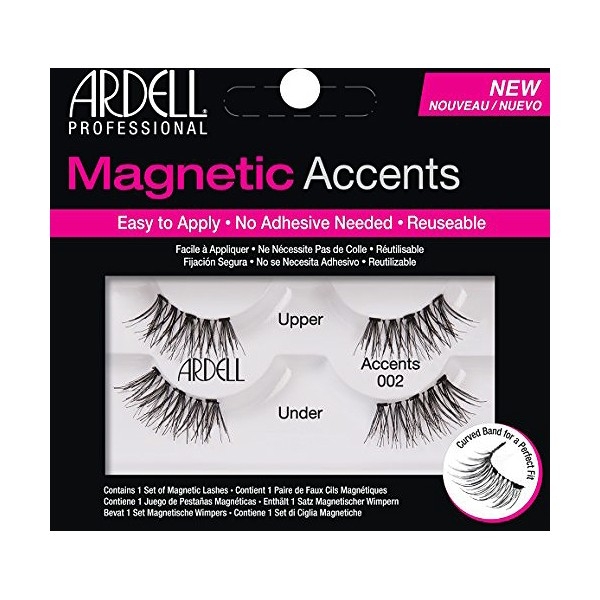 ARDELL®
PROFESSIONAL
NEW
NOUVEAU / NUEVO
Magnetic Accents
Easy to Apply • No Adhesive Needed • Reuseable
Facile à Appliquer • Ne Nécessite Pas de Colle • Réutilisable
Fijación Segura • No se Necesita Adhesivo • Reutilizable
Upper
ARDELL
Accents
002
Under
Curved Band for a Perfect Fit
Contains 1 Set of Magnetic Lashes • Contient 1 Paire de Faux Cils Magnétiques
Contiene 1 Juego de Pestañas Magnéticas • Enthält 1 Satz Magnetischer Wimpern
Bevat 1 Set Magnetische Wimpers • Contiene 1 Set di Ciglia Magnetiche